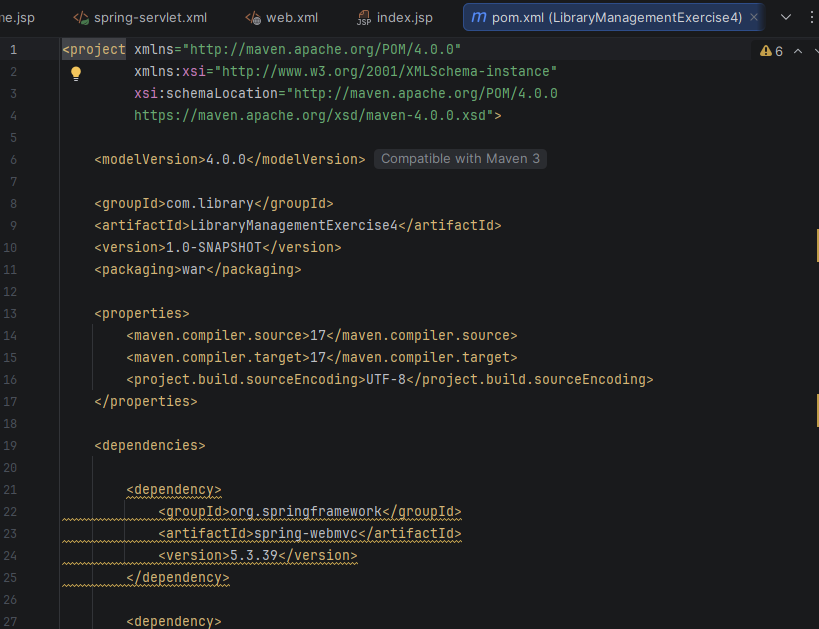 me.jsp
spring-servlet.xml
web.xml
index.jsp
pom.xml (LibraryManagementExercise4)
1 <project xmlns="http://maven.apache.org/POM/4.0.0"
6
2 xmlns:xsi="http://www.w3.org/2001/XMLSchema-instance"
3 xsi:schemaLocation="http://maven.apache.org/POM/4.0.0
4 https://maven.apache.org/xsd/maven-4.0.0.xsd">
5
6 <modelVersion>4.0.0</modelVersion> Compatible with Maven 3
7
8 <groupId>com.library</groupId>
9 <artifactId>LibraryManagementExercise4</artifactId>
10 <version>1.0-SNAPSHOT</version>
11 <packaging>war</packaging>
12
13 <properties>
14 <maven.compiler.source>17</maven.compiler.source>
15 <maven.compiler.target>17</maven.compiler.target>
16 <project.build.sourceEncoding>UTF-8</project.build.sourceEncoding>
17 </properties>
18
19 <dependencies>
20
21 <dependency>
22 <groupId>org.springframework</groupId>
23 <artifactId>spring-webmvc</artifactId>
24 <version>5.3.39</version>
25 </dependency>
26
27 <dependency>